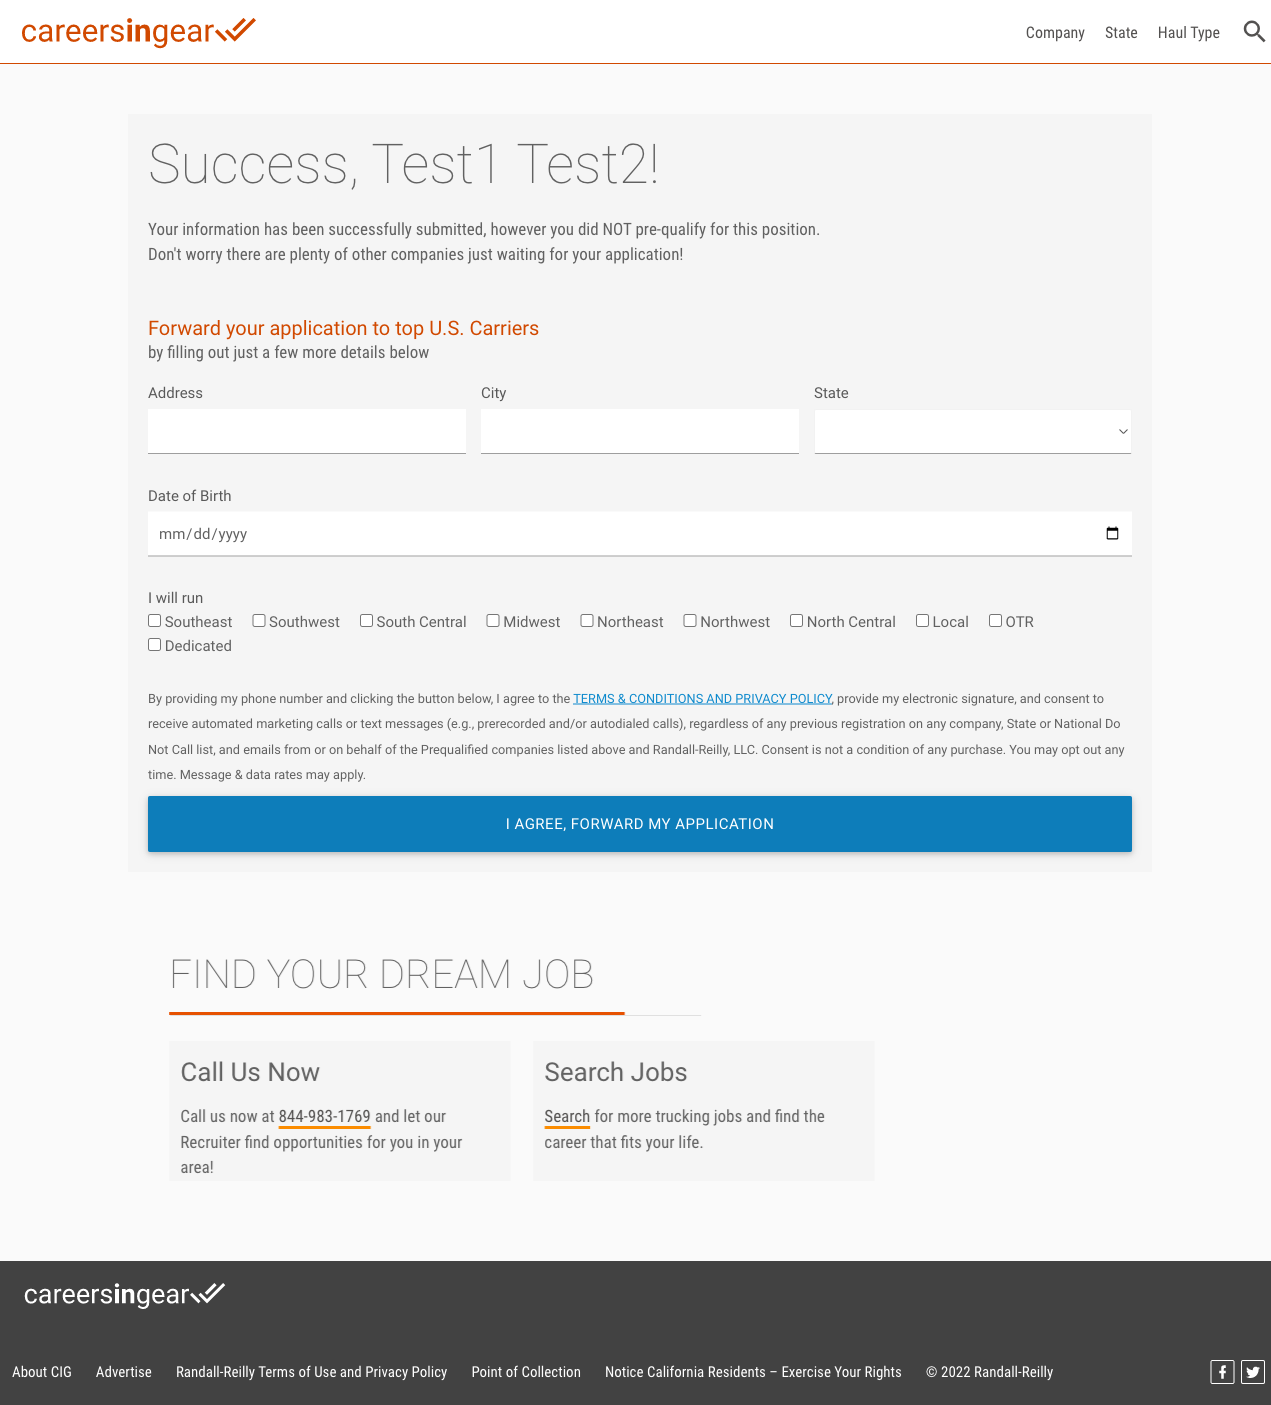 careersingear
Company State Haul Type
Success, Test1 Test2!
Your information has been successfully submitted, however you did NOT pre-qualify for this position.
Don't worry there are plenty of other companies just waiting for your application!
Forward your application to top U.S. Carriers
by filling out just a few more details below
Address City State
Date of Birth
mm/dd/yyyy
I will run
Southeast Southwest South Central Midwest Northeast Northwest North Central Local OTR
Dedicated
By providing my phone number and clicking the button below, I agree to the TERMS & CONDITIONS AND PRIVACY POLICY, provide my electronic signature, and consent to
receive automated marketing calls or text messages (e.g., prerecorded and/or autodialed calls), regardless of any previous registration on any company, State or National Do
Not Call list, and emails from or on behalf of the Prequalified companies listed above and Randall-Reilly, LLC. Consent is not a condition of any purchase. You may opt out any
time. Message & data rates may apply.
I AGREE, FORWARD MY APPLICATION
FIND YOUR DREAM JOB
Call Us Now
Call us now at 844-983-1769 and let our
Recruiter find opportunities for you in your
area!
Search Jobs
Search for more trucking jobs and find the
career that fits your life.
careersingear
About CIG Advertise Randall-Reilly Terms of Use and Privacy Policy Point of Collection Notice California Residents – Exercise Your Rights © 2022 Randall-Reilly